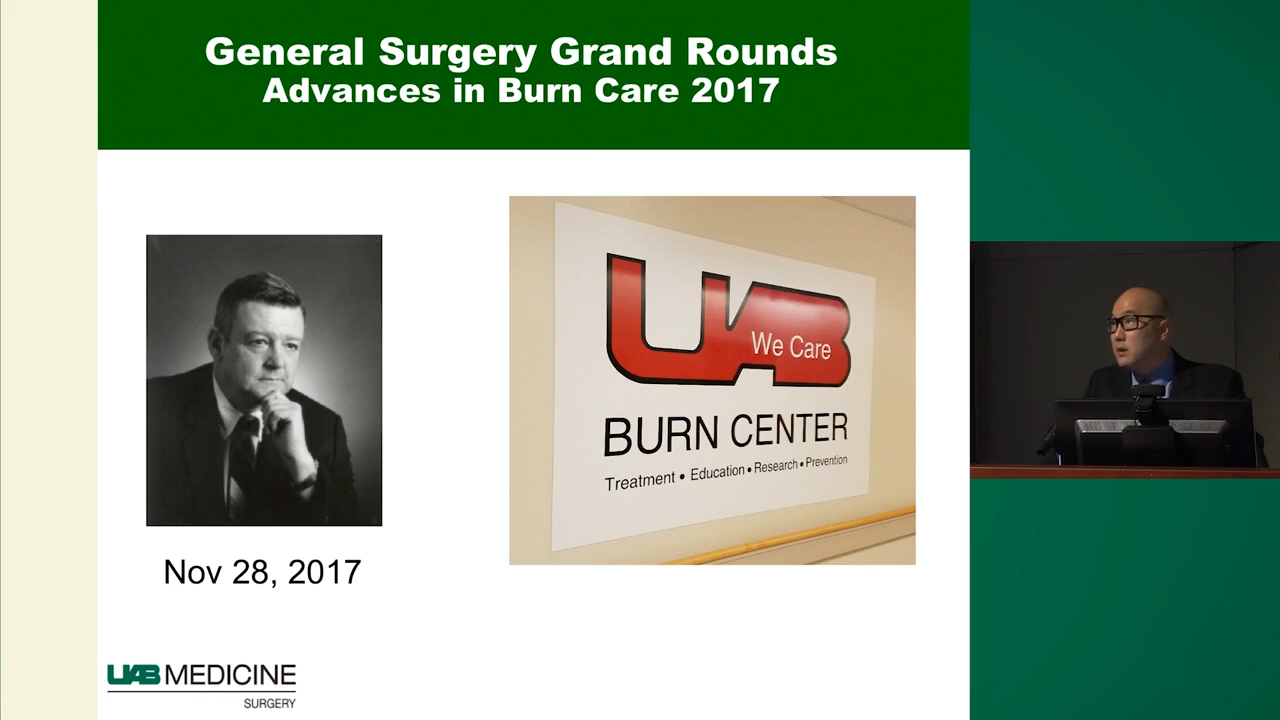 General Surgery Grand Rounds
Advances in Burn Care 2017
UAB
We Care
BURN CENTER
Treatment • Education • Research • Prevention
Nov 28, 2017
UAB MEDICINE
SURGERY